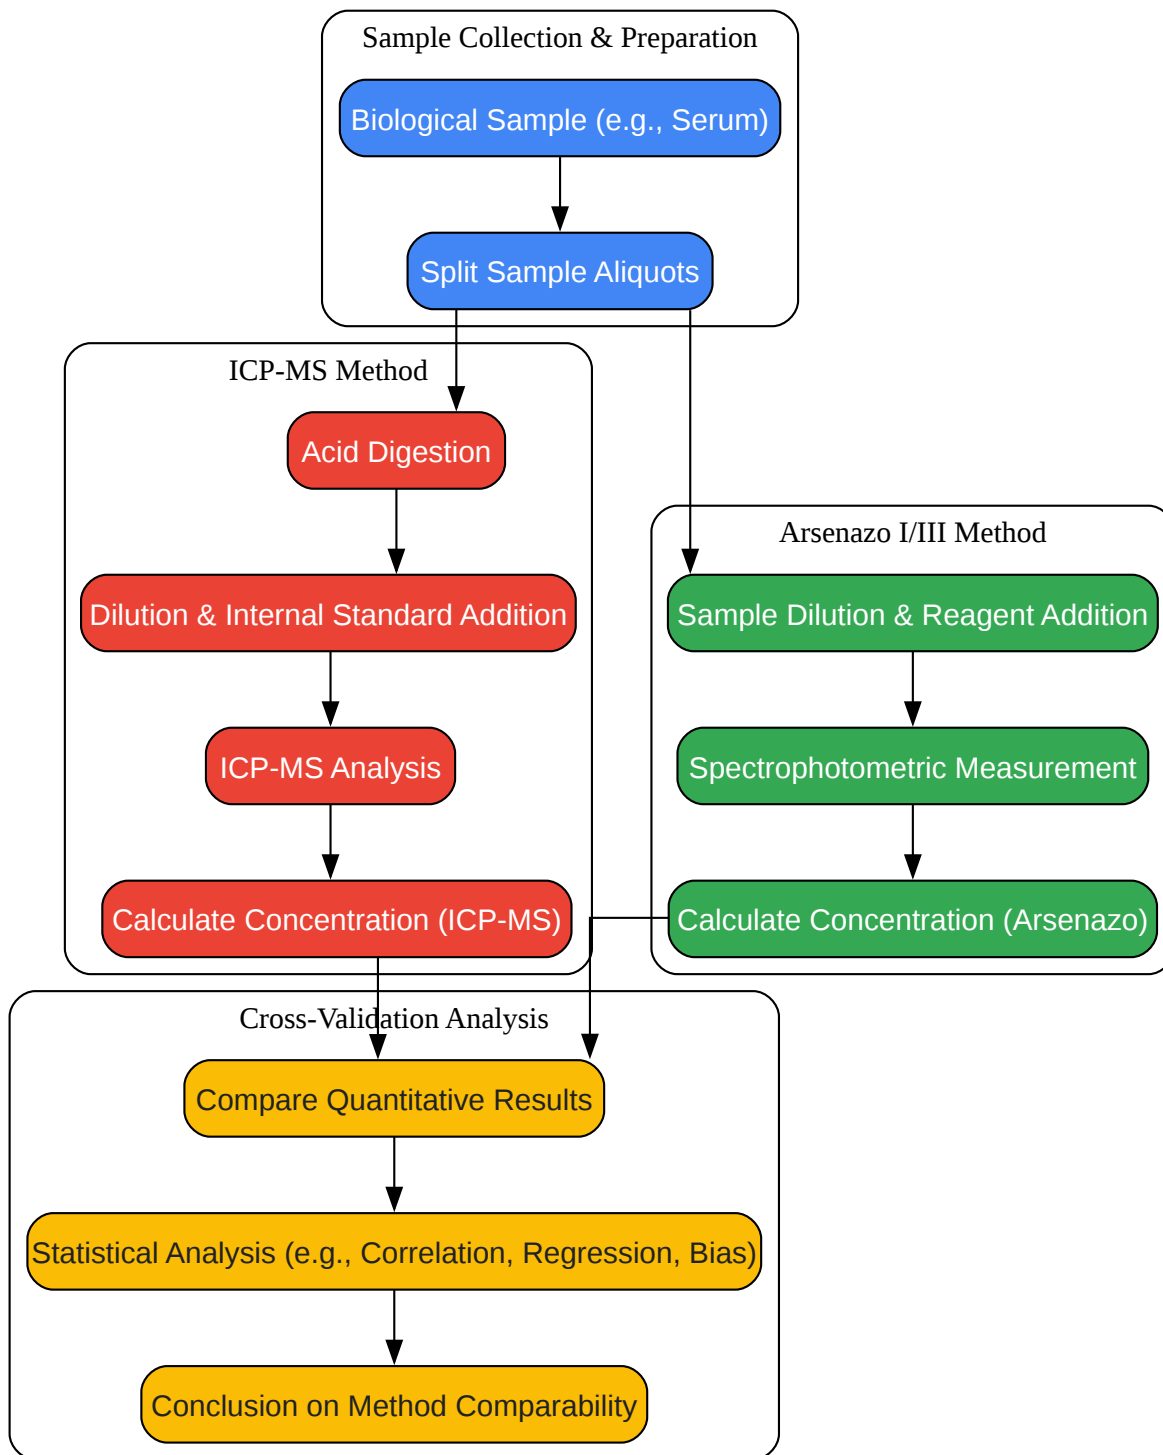 Sample Collection & Preparation
Biological Sample (e.g., Serum)
Split Sample Aliquots
ICP-MS Method
Acid Digestion
Dilution & Internal Standard Addition
ICP-MS Analysis
Calculate Concentration (ICP-MS)
Arsenazo I/III Method
Sample Dilution & Reagent Addition
Spectrophotometric Measurement
Calculate Concentration (Arsenazo)
Cross-Validation Analysis
Compare Quantitative Results
Statistical Analysis (e.g., Correlation, Regression, Bias)
Conclusion on Method Comparability